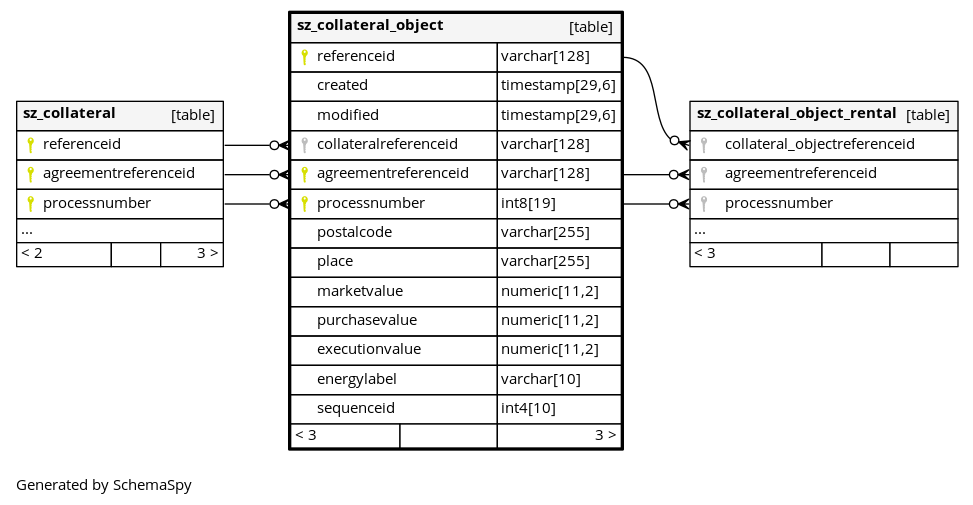 sz_collateral_object [table]
referenceid varchar[128]
created timestamp[29,6]
modified timestamp[29,6]
collateralreferenceid varchar[128]
agreementreferenceid varchar[128]
processnumber int8[19]
postalcode varchar[255]
place varchar[255]
marketvalue numeric[11,2]
purchasevalue numeric[11,2]
executionvalue numeric[11,2]
energylabel varchar[10]
sequenceid int4[10]
< 3 3 >
sz_collateral [table]
referenceid
agreementreferenceid
processnumber
...
< 2 3 >
sz_collateral_object_rental [table]
collateral_objectreferenceid
agreementreferenceid
processnumber
...
< 3
Generated by SchemaSpy